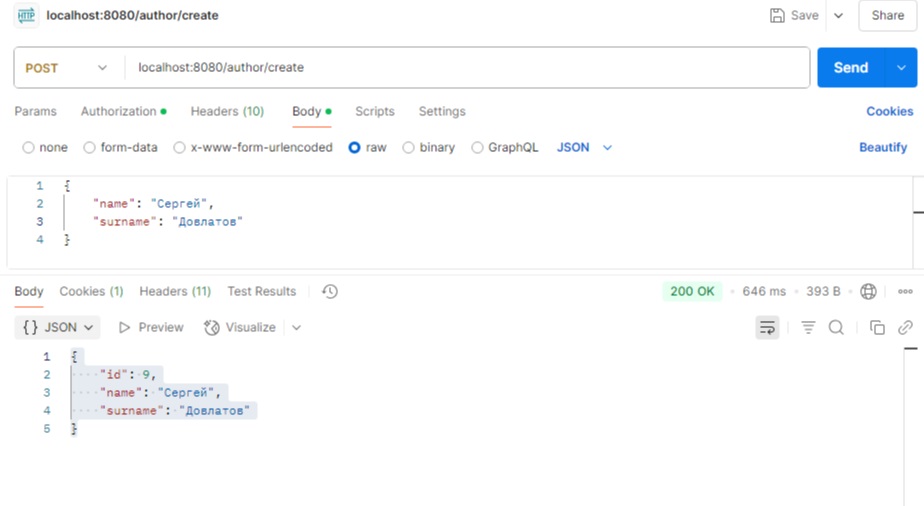 HTTP localhost:8080/author/create Save Share
POST localhost:8080/author/create Send
Params Authorization Headers (10) Body Scripts Settings Cookies
none form-data x-www-form-urlencoded raw binary GraphQL JSON Beautify
1 {
2 "name": "Сергей",
3 "surname": "Довлатов"
4 }
Body Cookies (1) Headers (11) Test Results 200 OK • 646 ms • 393 B
{} JSON Preview Visualize
1 {
2 "id": 9,
3 "name": "Сергей",
4 "surname": "Довлатов"
5 }